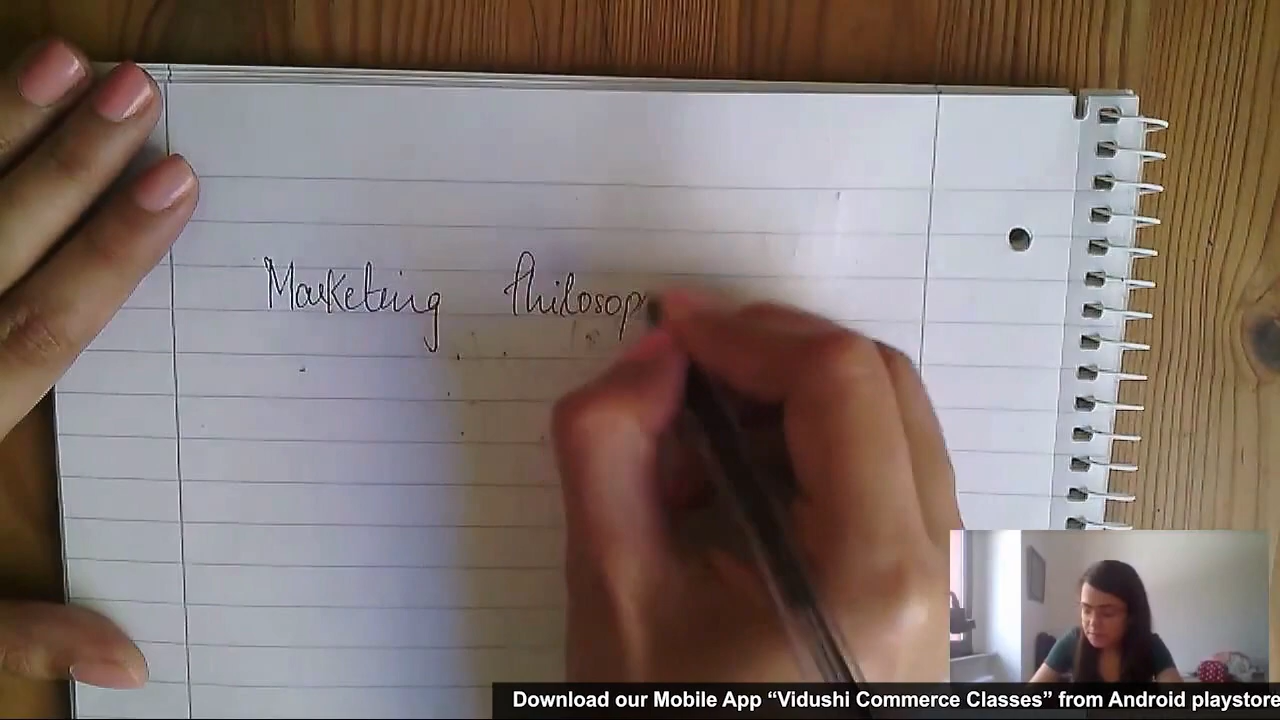 Marketing Philosop
Download our Mobile App “Vidushi Commerce Classes” from Android playstore